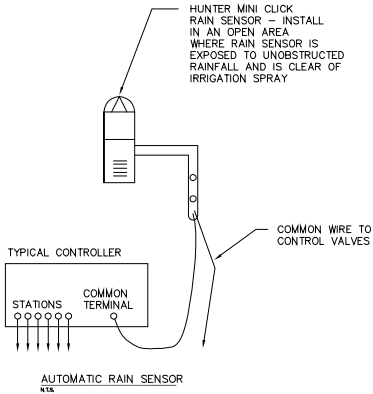 HUNTER MINI CLICK
RAIN SENSOR – INSTALL
IN AN OPEN AREA
WHERE RAIN SENSOR IS
EXPOSED TO UNOBSTRUCTED
RAINFALL AND IS CLEAR OF
IRRIGATION SPRAY
COMMON WIRE TO
CONTROL VALVES
TYPICAL CONTROLLER
STATIONS
COMMON
TERMINAL
AUTOMATIC RAIN SENSOR
N.T.S.